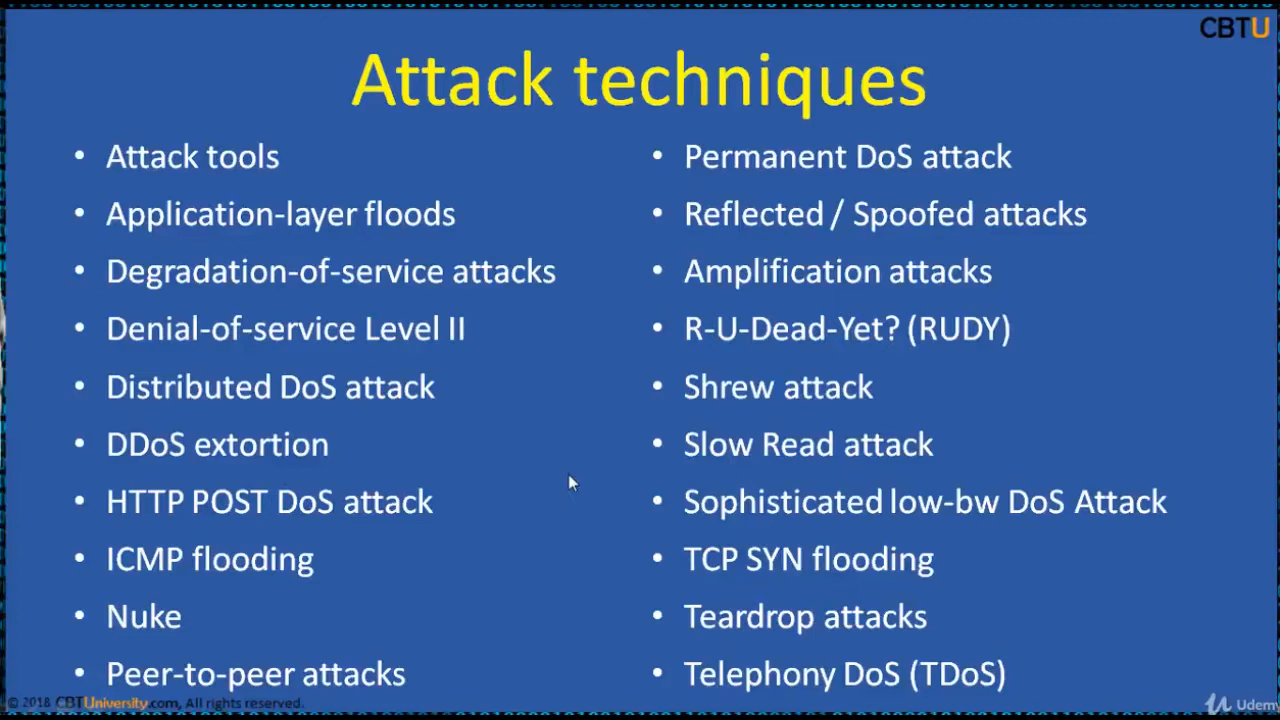 CBTU
Attack techniques
• Attack tools
• Application-layer floods
• Degradation-of-service attacks
• Denial-of-service Level II
• Distributed DoS attack
• DDoS extortion
• HTTP POST DoS attack
• ICMP flooding
• Nuke
• Peer-to-peer attacks
• Permanent DoS attack
• Reflected / Spoofed attacks
• Amplification attacks
• R-U-Dead-Yet? (RUDY)
• Shrew attack
• Slow Read attack
• Sophisticated low-bw DoS Attack
• TCP SYN flooding
• Teardrop attacks
• Telephony DoS (TDoS)
© 2018 CBTUniversity.com, All rights reserved.
Udemy